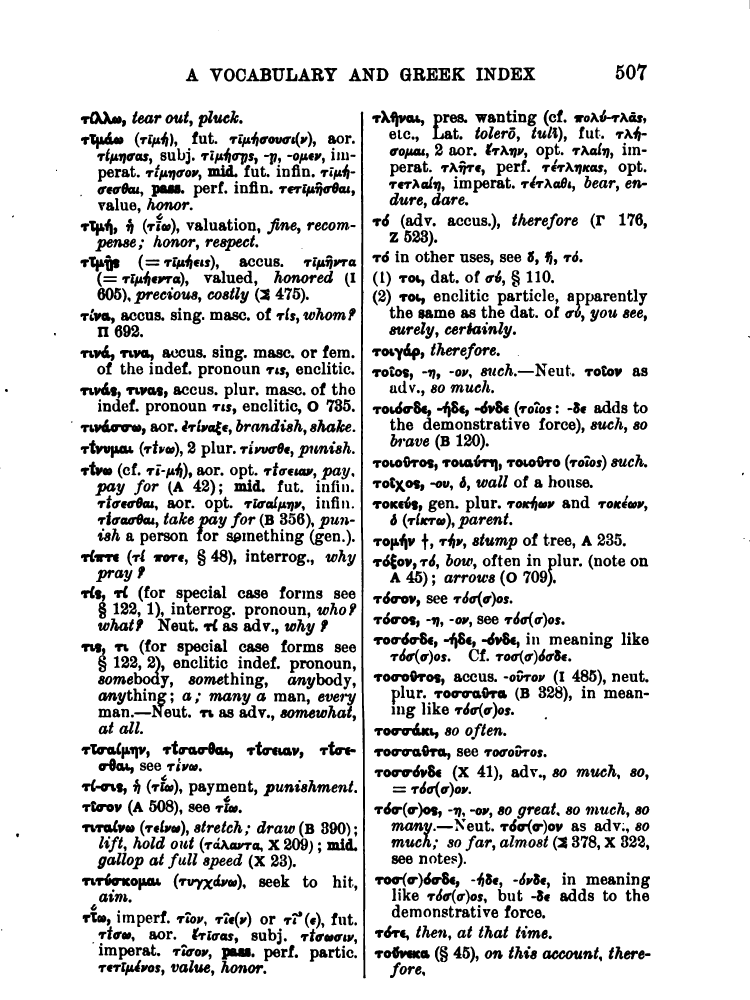 A VOCABULARY AND GREEK INDEX 507
τίλλω, tear out, pluck.
τῑμάω (τῑμή), fut. τῑμήσουσι(ν), aor.
τίμησας, subj. τῑμήσῃς, -ῃ, -ομεν, im-
perat. τίμησον, mid. fut. infin. τῑμή-
σεσθαι, pass. perf. infin. τετῑμῆσθαι,
value, honor.
τῑμή, ἡ (τίω), valuation, fine, recom-
pense; honor, respect.
τῑμῇς (= τῑμήεις), accus. τῑμῆντα
(= τῑμήεντα), valued, honored (I
605), precious, costly (Σ 475).
τίνα, accus. sing. masc. of τίς, whom?
Π 692.
τινά, τινα, accus. sing. masc. or fem.
of the indef. pronoun τις, enclitic.
τινάς, τινας, accus. plur. masc. of the
indef. pronoun τις, enclitic, O 735.
τινάσσω, aor. ἐτίναξε, brandish, shake.
τίνυμαι (τίνω), 2 plur. τίνυσθε, punish.
τίνω (cf. τῑ-μή), aor. opt. τίσειαν, pay,
pay for (A 42); mid. fut. infin.
τίσεσθαι, aor. opt. τῑσαίμην, infin.
τίσασθαι, take pay for (B 356), pun-
ish a person for something (gen.).
τίπτε (τί ποτε, § 48), interrog., why
pray?
τίς, τί (for special case forms see
§ 122, 1), interrog. pronoun, who?
what? Neut. τί as adv., why?
τις, τι (for special case forms see
§ 122, 2), enclitic indef. pronoun,
somebody, something, anybody,
anything; a; many a man, every
man.—Neut. τι as adv., somewhat,
at all.
τῑσαίμην, τίσασθαι, τίσειαν, τίσε-
σθαι, see τίνω.
τί-σις, ἡ (τίω), payment, punishment.
τῖσον (A 508), see τίω.
τιταίνω (τείνω), stretch; draw (B 390);
lift, hold out (τάλαντα, X 209); mid.
gallop at full speed (X 23).
τιτύσκομαι (τυγχάνω), seek to hit,
aim.
τίω, imperf. τῖον, τῖε(ν) or τῖ᾽(ε), fut.
τίσω, aor. ἔτῑσας, subj. τίσωσιν,
imperat. τῖσον, pass. perf. partic.
τετῑμένος, value, honor.
τλῆναι, pres. wanting (cf. πολύ-τλᾱς,
etc., Lat. tolerō, tulī), fut. τλή-
σομαι, 2 aor. ἔτλην, opt. τλαίη, im-
perat. τλῆτε, perf. τέτληκας, opt.
τετλαίη, imperat. τέτλαθι, bear, en-
dure, dare.
τό (adv. accus.), therefore (Γ 176,
Z 523).
τό in other uses, see ὅ, ἥ, τό.
(1) τοι, dat. of σύ, § 110.
(2) τοι, enclitic particle, apparently
the same as the dat. of σύ, you see,
surely, certainly.
τοιγάρ, therefore.
τοῖος, -η, -ον, such.—Neut. τοῖον as
adv., so much.
τοιόσδε, -ήδε, -όνδε (τοῖος: -δε adds to
the demonstrative force), such, so
brave (B 120).
τοιοῦτος, τοιαύτη, τοιοῦτο (τοῖος) such.
τοῖχος, -ου, ὁ, wall of a house.
τοκεύς, gen. plur. τοκήων and τοκέων,
ὁ (τίκτω), parent.
τομήν †, τήν, stump of tree, A 235.
τόξον, τό, bow, often in plur. (note on
A 45); arrows (O 709).
τόσον, see τόσ(σ)ος.
τόσος, -η, -ον, see τόσ(σ)ος.
τοσόσδε, -ήδε, -όνδε, in meaning like
τόσ(σ)ος. Cf. τοσ(σ)όσδε.
τοσοῦτος, accus. -οῦτον (I 485), neut.
plur. τοσσαῦτα (B 328), in mean-
ing like τόσ(σ)ος.
τοσσάκι, so often.
τοσσαῦτα, see τοσοῦτος.
τοσσόνδε (X 41), adv., so much, so,
= τόσ(σ)ον.
τόσ(σ)ος, -η, -ον, so great, so much, so
many.—Neut. τόσ(σ)ον as adv., so
much; so far, almost (Σ 378, X 322,
see notes).
τοσ(σ)όσδε, -ήδε, -όνδε, in meaning
like τόσ(σ)ος, but -δε adds to the
demonstrative force.
τότε, then, at that time.
τοὔνεκα (§ 45), on this account, there-
fore.